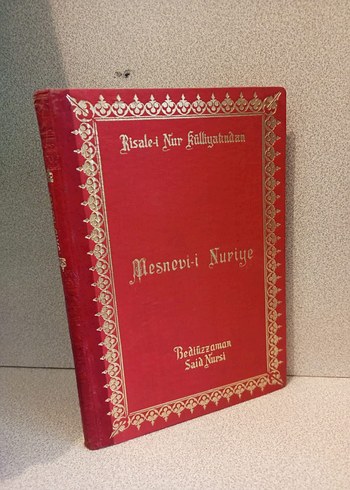 Risale-i Nur Külliyatından
Mesnevi-i Nuriye
Bediüzzaman
Said Nursi